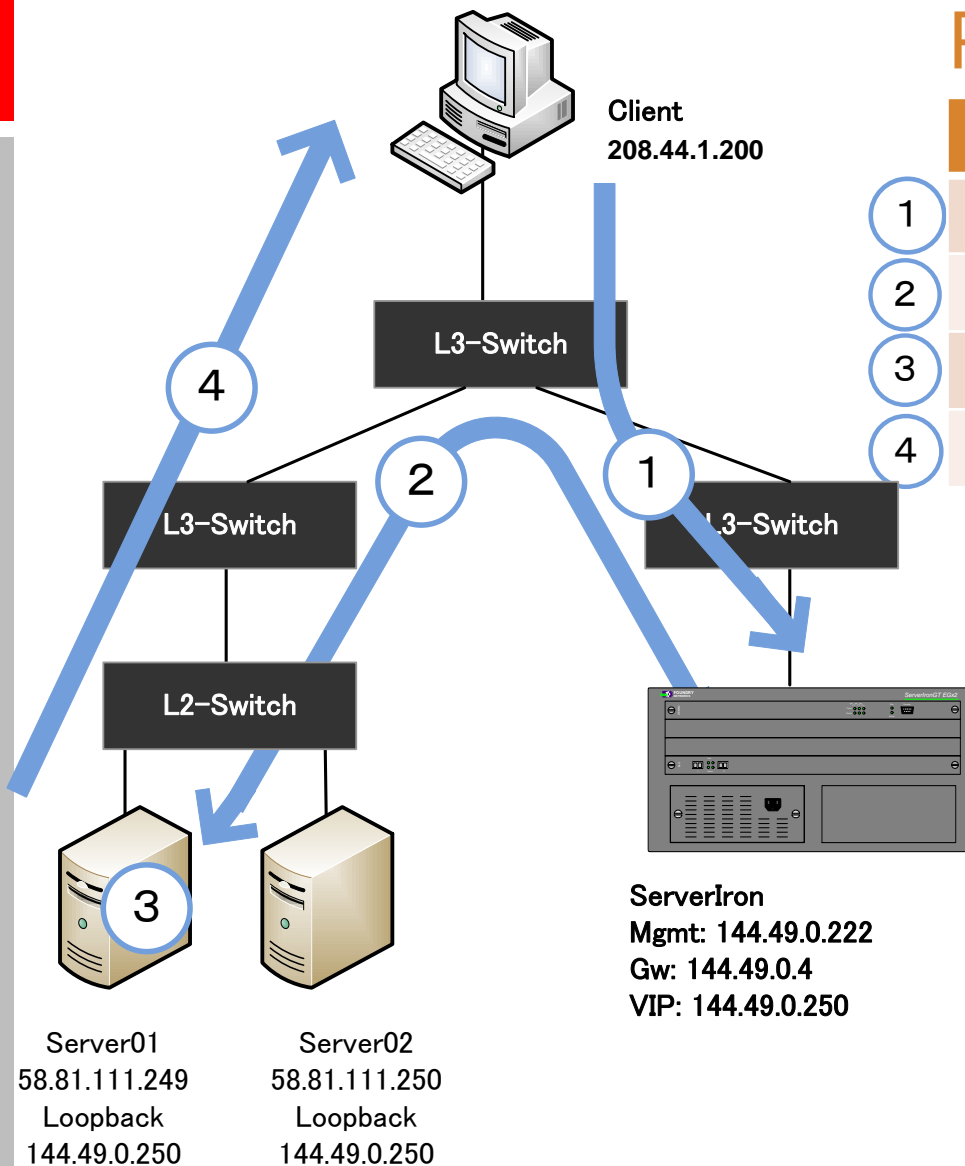 Client
208.44.1.200
1
2
3
4
L3-Switch
4
2
1
L3-Switch
L3-Switch
L2-Switch
ServerIronGT EGx2
3
ServerIron
Mgmt: 144.49.0.222
Gw: 144.49.0.4
VIP: 144.49.0.250
Server01
58.81.111.249
Loopback
144.49.0.250
Server02
58.81.111.250
Loopback
144.49.0.250